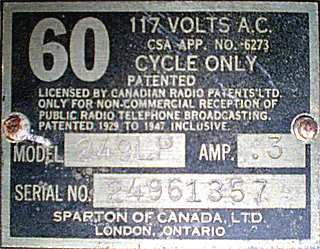 60 117 VOLTS A.C.
CSA APP. NO. 6273
CYCLE ONLY
PATENTED
LICENSED BY CANADIAN RADIO PATENTS LTD.
ONLY FOR NON-COMMERCIAL RECEPTION OF
PUBLIC RADIO TELEPHONE BROADCASTING.
PATENTED 1929 TO 1947 INCLUSIVE.
MODEL 249LP AMP. .3
SERIAL NO. 24961357
SPARTON OF CANADA, LTD.
LONDON, ONTARIO